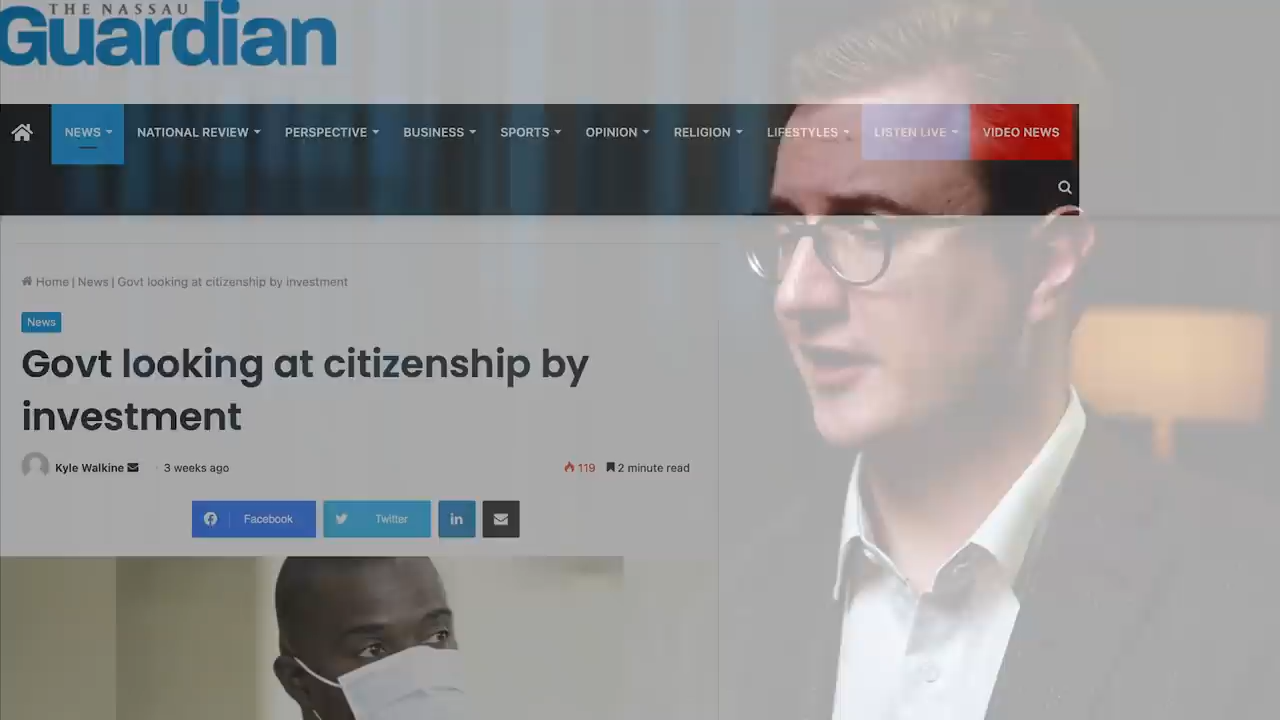 THE NASSAU
Guardian
NEWS NATIONAL REVIEW PERSPECTIVE BUSINESS SPORTS OPINION RELIGION LIFESTYLES LISTEN LIVE VIDEO NEWS
Home | News | Govt looking at citizenship by investment
News
Govt looking at citizenship by
investment
Kyle Walkine 3 weeks ago 119 2 minute read
Facebook Twitter in